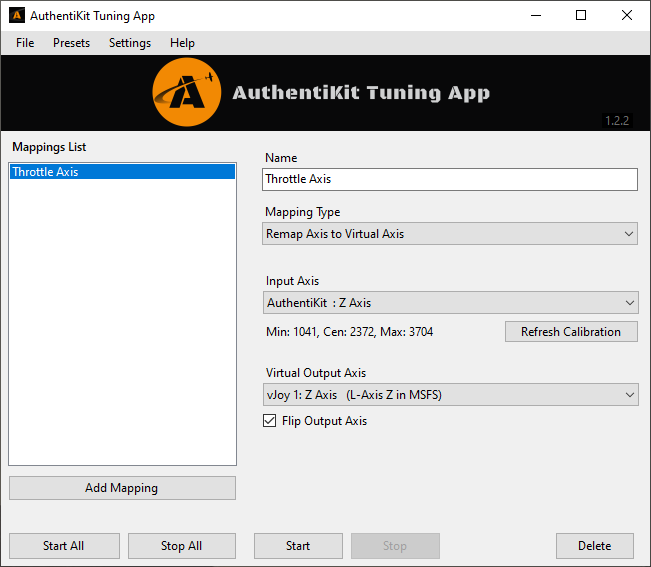 AuthentiKit Tuning App
File Presets Settings Help
A AuthentiKit Tuning App
1.2.2
Mappings List
Throttle Axis
Name
Throttle Axis
Mapping Type
Remap Axis to Virtual Axis
Input Axis
AuthentiKit : Z Axis
Min: 1041, Cen: 2372, Max: 3704 Refresh Calibration
Virtual Output Axis
vJoy 1: Z Axis (L-Axis Z in MSFS)
Flip Output Axis
Add Mapping
Start All Stop All Start Stop Delete